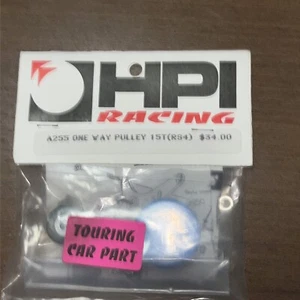 HPI
RACING
A255 ONE WAY PULLEY 15T(RS4) $34.00
TOURING
CAR PART